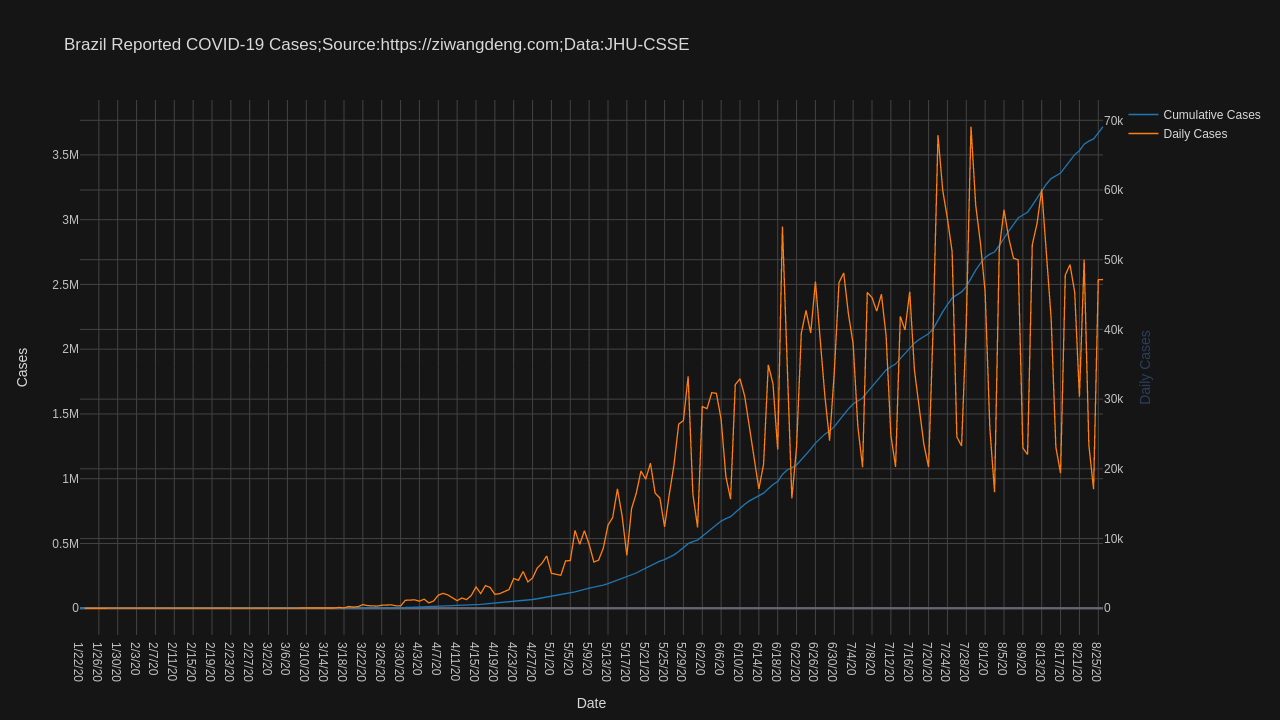 Brazil Reported COVID-19 Cases;Source:https://ziwangdeng.com;Data:JHU-CSSE
Cumulative Cases
Daily Cases
3.5M
3M
2.5M
2M
1.5M
1M
0.5M
0
Cases
70k
60k
50k
40k
30k
20k
10k
0
Daily Cases
1/22/20
1/26/20
1/30/20
2/3/20
2/7/20
2/11/20
2/15/20
2/19/20
2/23/20
2/27/20
3/2/20
3/6/20
3/10/20
3/14/20
3/18/20
3/22/20
3/26/20
3/30/20
4/3/20
4/7/20
4/11/20
4/15/20
4/19/20
4/23/20
4/27/20
5/1/20
5/5/20
5/9/20
5/13/20
5/17/20
5/21/20
5/25/20
5/29/20
6/2/20
6/6/20
6/10/20
6/14/20
6/18/20
6/22/20
6/26/20
6/30/20
7/4/20
7/8/20
7/12/20
7/16/20
7/20/20
7/24/20
7/28/20
8/1/20
8/5/20
8/9/20
8/13/20
8/17/20
8/21/20
8/25/20
Date